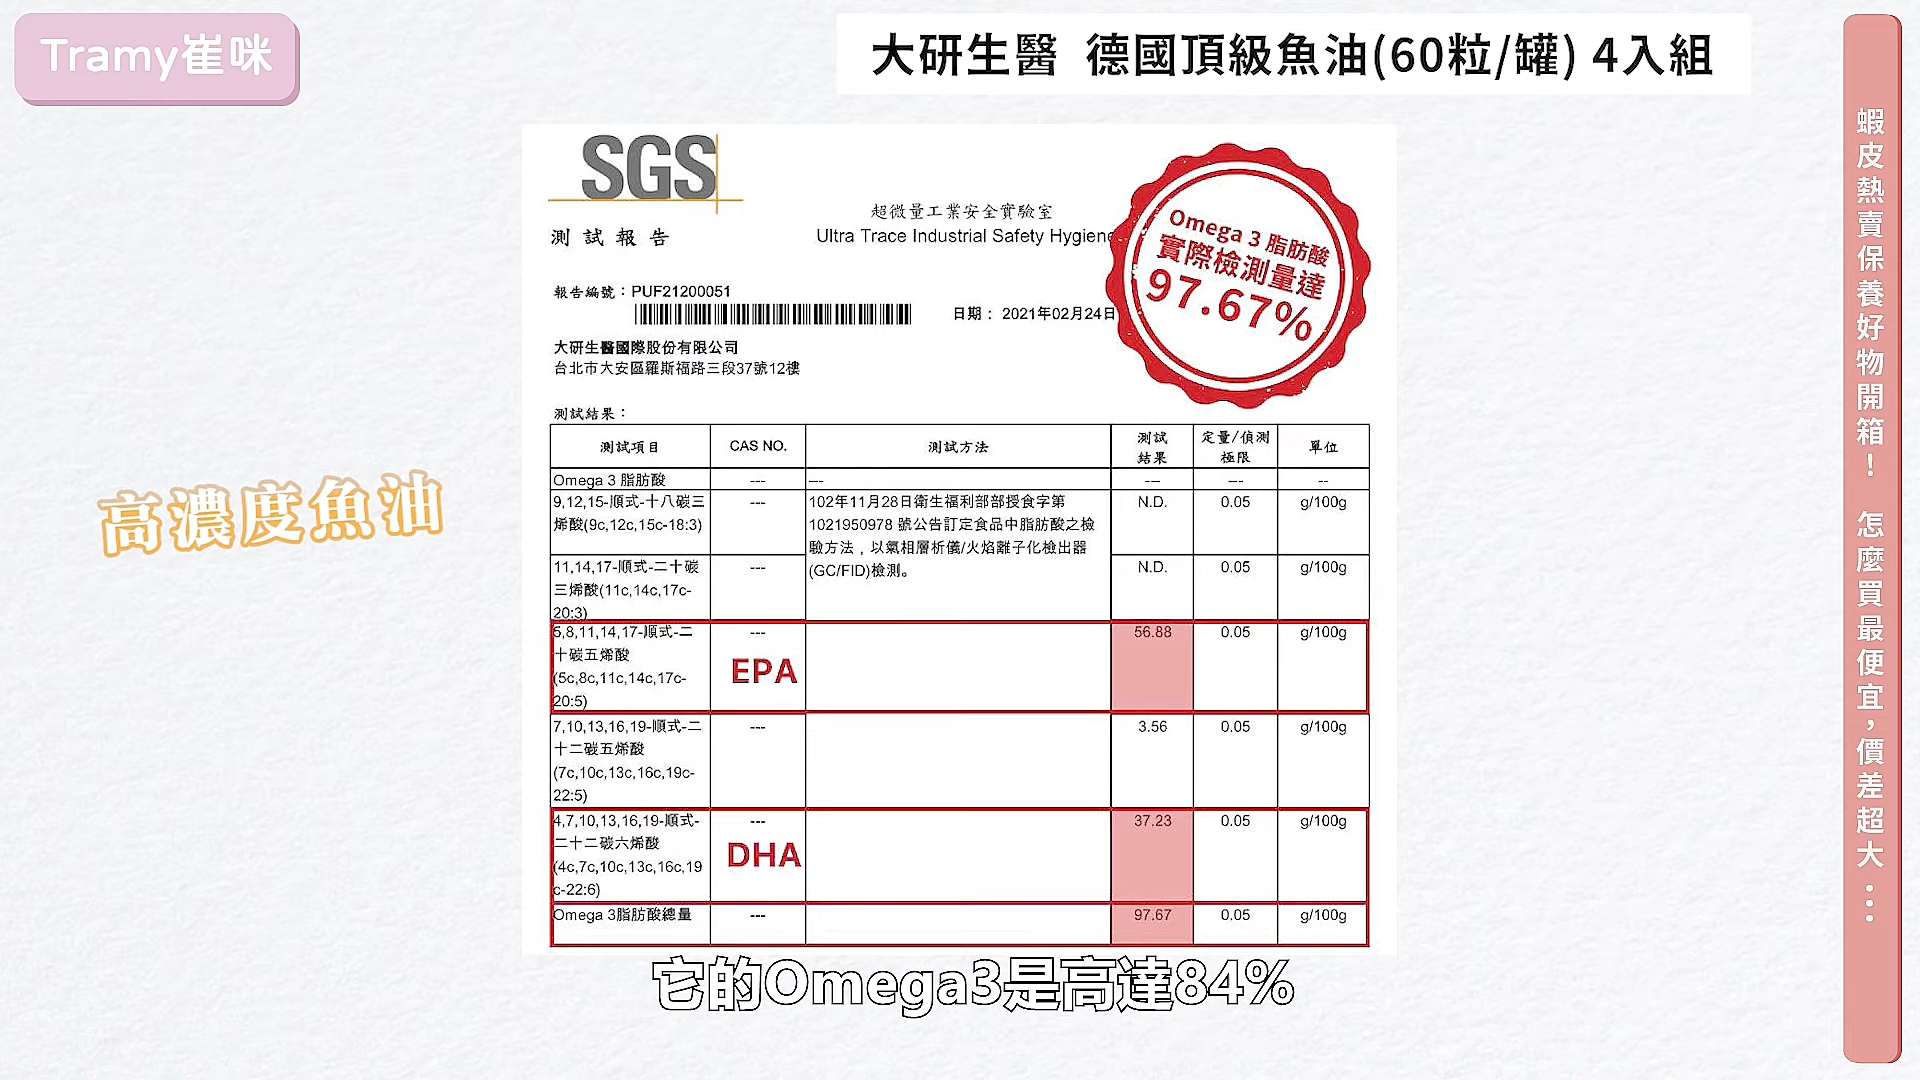 Tramy崔咪
大研生醫 德國頂級魚油(60粒/罐) 4入組
SGS
測試報告
超微量工業安全實驗室
Ultra Trace Industrial Safety Hygiene
Omega 3 脂肪酸
實際檢測量達
97.67%
報告編號：PUF21200051
日期： 2021年02月24日
大研生醫國際股份有限公司
台北市大安區羅斯福路三段37號12樓
測試結果：
測試項目 CAS NO. 測試方法 測試結果 定量/偵測極限 單位
Omega 3 脂肪酸 --- --- --- --- --
9,12,15-順式-十八碳三
烯酸(9c,12c,15c-18:3)
---
102年11月28日衛生福利部部授食字第
1021950978 號公告訂定食品中脂肪酸之檢
驗方法，以氣相層析儀/火焰離子化檢出器
(GC/FID)檢測。
N.D. 0.05 g/100g
11,14,17-順式-二十碳
三烯酸(11c,14c,17c-
20:3)
--- N.D. 0.05 g/100g
5,8,11,14,17-順式-二
十碳五烯酸
(5c,8c,11c,14c,17c-
20:5)
--- 56.88 0.05 g/100g
EPA
7,10,13,16,19-順式-二
十二碳五烯酸
(7c,10c,13c,16c,19c-
22:5)
--- 3.56 0.05 g/100g
4,7,10,13,16,19-順式-
二十二碳六烯酸
(4c,7c,10c,13c,16c,19
c-22:6)
--- 37.23 0.05 g/100g
DHA
Omega 3脂肪酸總量 --- 97.67 0.05 g/100g
高濃度魚油
它的Omega3是高達84%
蝦皮熱賣保養好物開箱！怎麼買最便宜，價差超大...